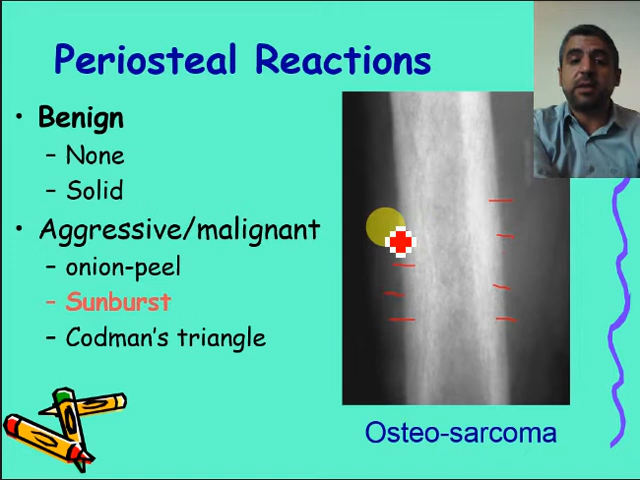 Periosteal Reactions
• Benign
– None
– Solid
• Aggressive/malignant
– onion-peel
– Sunburst
– Codman's triangle
Osteo-sarcoma